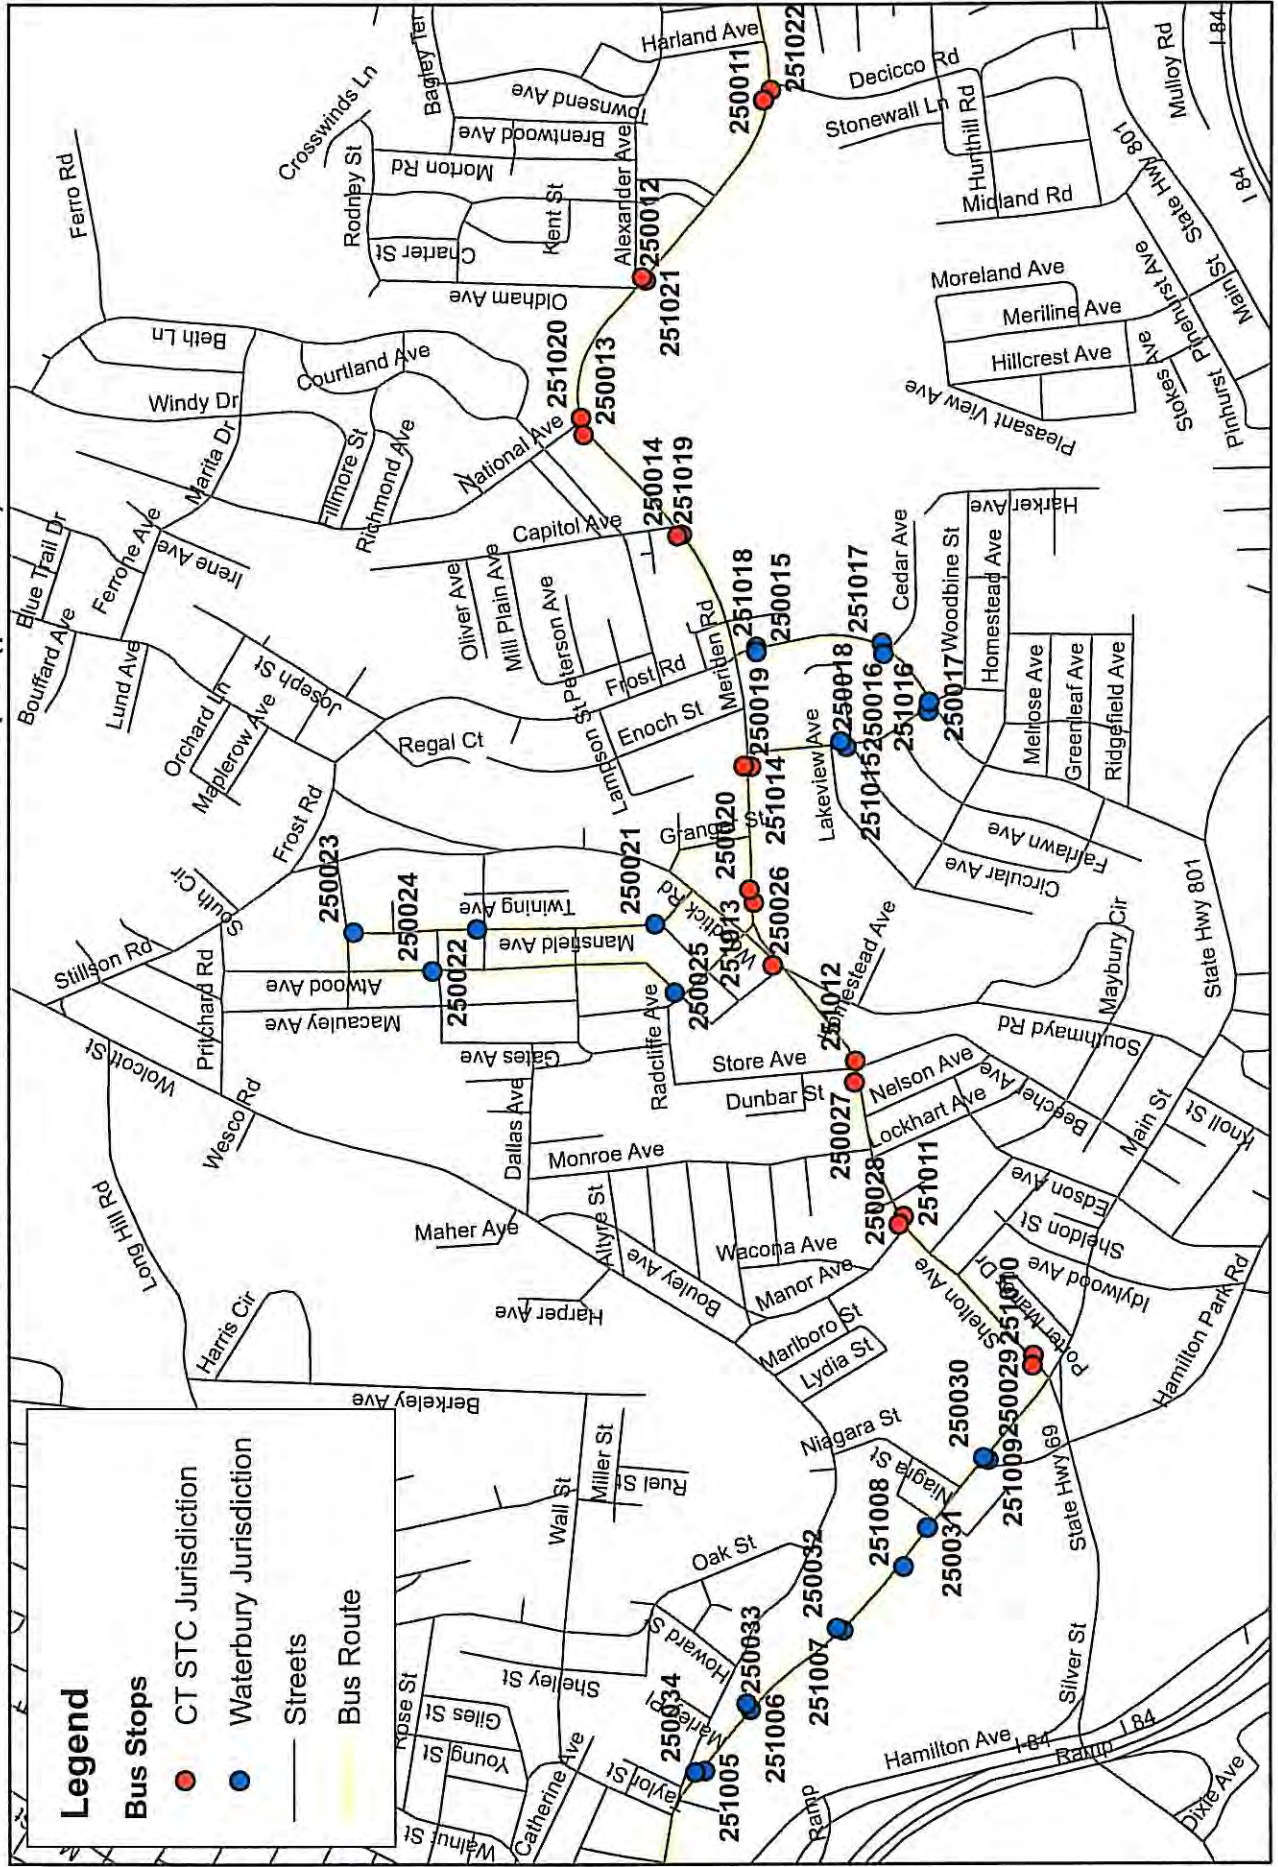 Legend
Bus Stops
CT STC Jurisdiction
Waterbury Jurisdiction
Streets
Bus Route
Ferro Rd
Crosswinds Ln
Bagley Ter
Harland Ave
Townsend Ave
Brentwood Ave
Morton Rd
Rodney St
Charter St
Kent St
Alexander Ave
Oldham Ave
250011
251022
Decicco Rd
Stonewall Ln
Hunthill Rd
Midland Rd
Mulloy Rd
I 84
State Hwy 801
I 84
State Hwy 801
Main St
250012
251021
Beth Ln
Windy Dr
Courtland Ave
Marita Dr
Fillmore St
Richmond Ave
National Ave
251020
250013
Moreland Ave
Meriline Ave
Hillcrest Ave
Pleasant View Ave
Pinehurst Ave
Stokes Ave
Pinhurst
Blue Trail Dr
Bouffard Ave
Ferrone Ave
Irene Ave
Lund Ave
Capitol Ave
250014
251019
Oliver Ave
Mill Plain Ave
Peterson Ave
Lampson St
Frost Rd
Enoch St
Meriden Rd
251018
250015
251017
Cedar Ave
Woodbine St
Homestead Ave
Harker Ave
Orchard Ln
Maplerow Ave
Joseph St
Regal Ct
Frost Rd
250019
251014
250018
250016
251016
250017
251015
Lakeview Ave
Melrose Ave
Greenleaf Ave
Ridgefield Ave
Fairlawn Ave
Circular Ave
250020
250026
251013
250021
250023
250024
250022
250025
Twining Ave
Mansfield Ave
Atwood Ave
Macauley Ave
Gates Ave
South Cir
Stillson Rd
Pritchard Rd
Wolcott St
Wesco Rd
Long Hill Rd
Radcliffe Ave
Store Ave
Dunbar St
Dallas Ave
Monroe Ave
251012
250027
Homestead Ave
Maybury Cir
State Hwy 801
Southmayd Rd
Nelson Ave
Lockhart Ave
Beecher Ave
Main St
Knoll St
Edson Ave
Sheldon St
Idylwood Ave
Hamilton Park Rd
Maher Ave
Altyre St
Harper Ave
Bouley Ave
Wacona Ave
Manor Ave
250028
251011
Shelton Ave
251010
250029
Marlboro St
Lydia St
Niagara St
Niagra St
250030
251009
State Hwy 69
Harris Cir
Berkeley Ave
Wall St
Miller St
Ruel St
Oak St
251008
250031
250032
251007
Howard St
250033
251006
Marley Pl
250034
251005
Taylor St
Shelley St
Rose St
Giles St
Young St
Walnut St
Catherine Ave
Silver St
Hamilton Ave
I-84
I 84
Ramp
Ramp
Dixie Ave